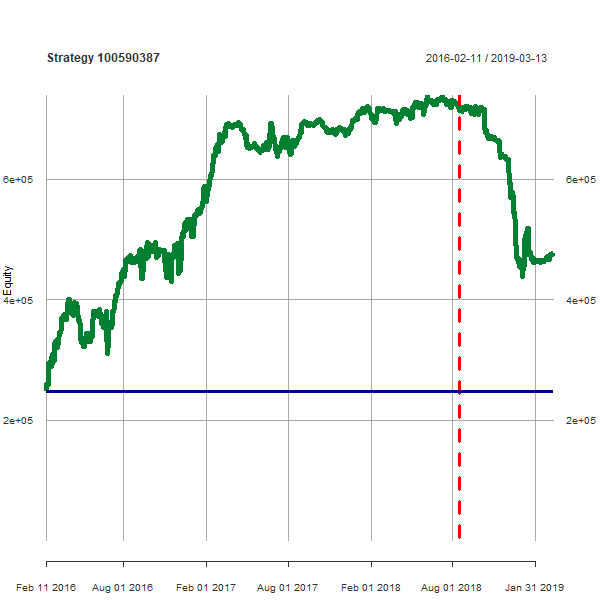 Strategy 100590387
2016-02-11 / 2019-03-13
6e+05
6e+05
Equity
4e+05
4e+05
2e+05
2e+05
Feb 11 2016
Aug 01 2016
Feb 01 2017
Aug 01 2017
Feb 01 2018
Aug 01 2018
Jan 31 2019